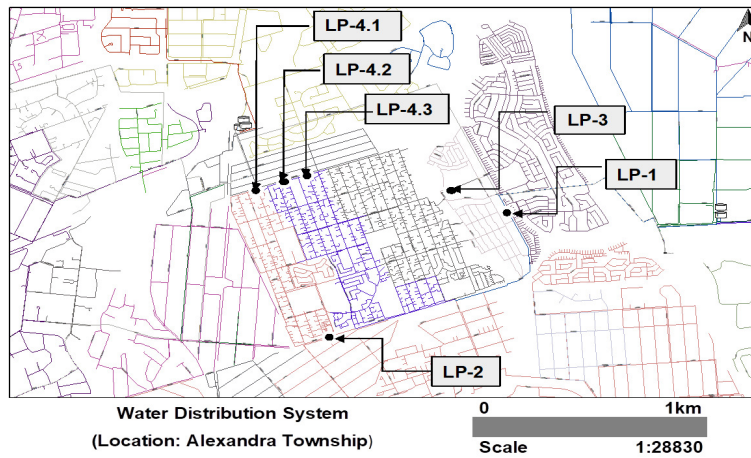 LP-4.1
N
LP-4.2
LP-4.3
LP-3
LP-1
LP-2
Water Distribution System
(Location: Alexandra Township)
0 1km
Scale 1:28830